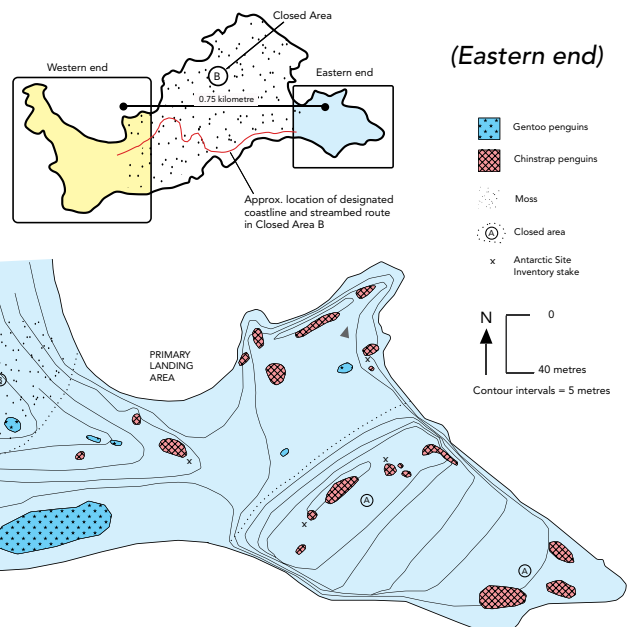 Closed Area
(Eastern end)
Western end
Eastern end
B
0.75 kilometre
Gentoo penguins
Chinstrap penguins
Approx. location of designated
coastline and streambed route
in Closed Area B
Moss
A
Closed area
x
Antarctic Site
Inventory stake
N
0
40 metres
Contour intervals = 5 metres
PRIMARY
LANDING
AREA
x
B
x
x
A
x
A